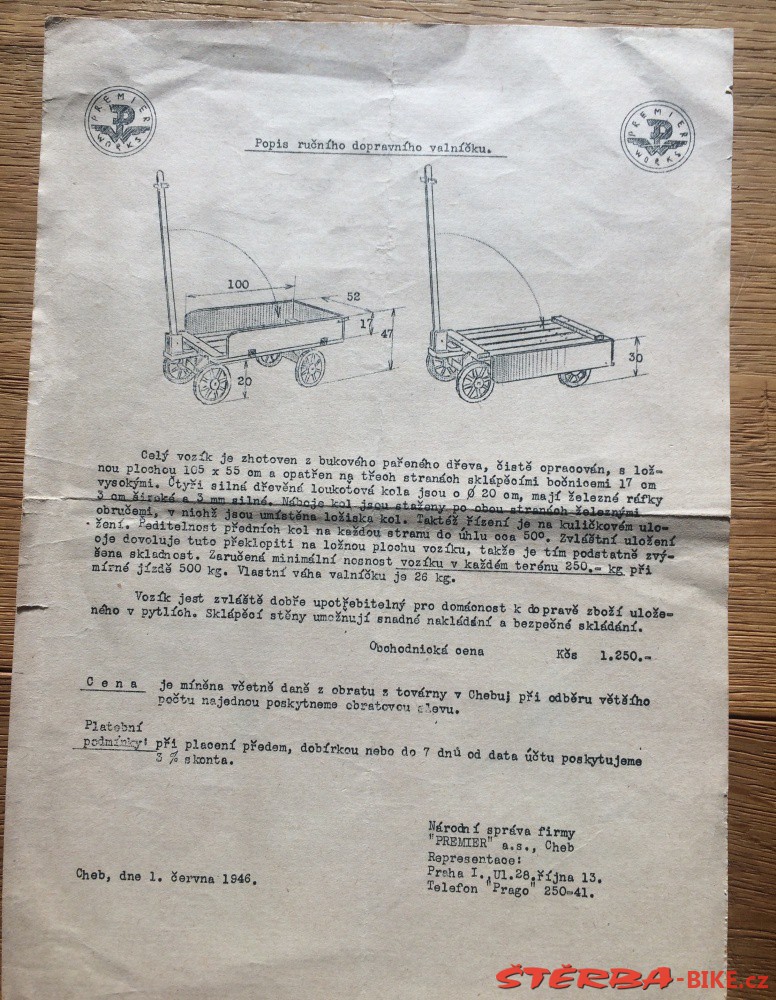 PREMIER WORKS
PREMIER WORKS
Popis ručního dopravního valníčku.
100
52
17
47
20
30
Celý vozík je zhotoven z bukového pařeného dřeva, čistě opracován, s lož-
nou plochou 105 x 55 cm a opatřen na třech stranách sklápěcími bočnicemi 17 cm
vysokými. Čtyři silná dřevěná loukotová kola jsou o Ø 20 cm, mají železné ráfky
3 cm široká a 3 mm silné. Náboje kol jsou staženy po obou stranách železnými
obručemi, v nichž jsou umístěna ložiska kol. Taktéž řízení je na kuličkovém ulo-
žení. Ředitelnost předních kol na každou stranu do úhlu cca 50º. Zvláštní uložení
oje dovoluje tuto překlopiti na ložnou plochu vozíku, takže je tím podstatně zvý-
šena skladnost. Zaručená minimální nosnost vozíku v každém terénu 250.- kg při
mírné jízdě 500 kg. Vlastní váha valníčku je 26 kg.
Vozík jest zvláště dobře upotřebitelný pro domácnost k dopravě zboží ulože-
ného v pytlích. Sklápěcí stěny umožnují snadné nakládání a bezpečné skládání.
Obchodnická cena Kčs 1.250.-
Cena je míněna včetně daně z obratu z továrny v Chebu; při odběru většího
počtu najednou poskytneme obratovou slevu.
Platební
podmínky: při placení předem, dobírkou nebo do 7 dnů od data účtu poskytujeme
3 % skonta.
Národní správa firmy
"PREMIER" a.s., Cheb
Representace:
Praha I., Ul.28.října 13.
Telefon "Prago" 250-41.
Cheb, dne 1. června 1946.
ŠTĚRBA-BIKE.cz